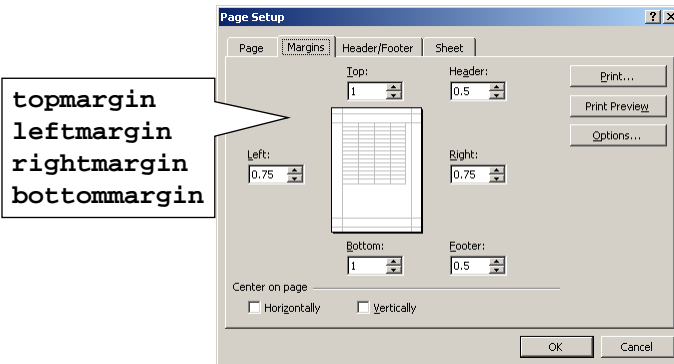 Page Setup
Page Margins Header/Footer Sheet
topmargin
leftmargin
rightmargin
bottommargin
Top: Header:
1 0.5
Print...
Print Preview
Options...
Left: Right:
0.75 0.75
Bottom: Footer:
1 0.5
Center on page
Horizontally Vertically
OK Cancel